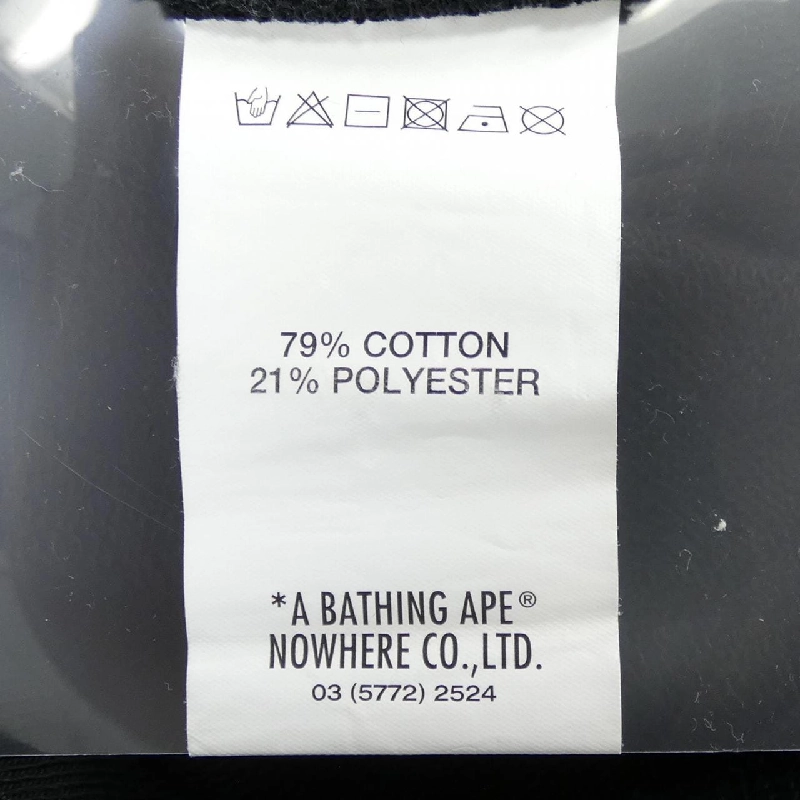 79% COTTON
21% POLYESTER
*A BATHING APE®
NOWHERE CO.,LTD.
03 (5772) 2524